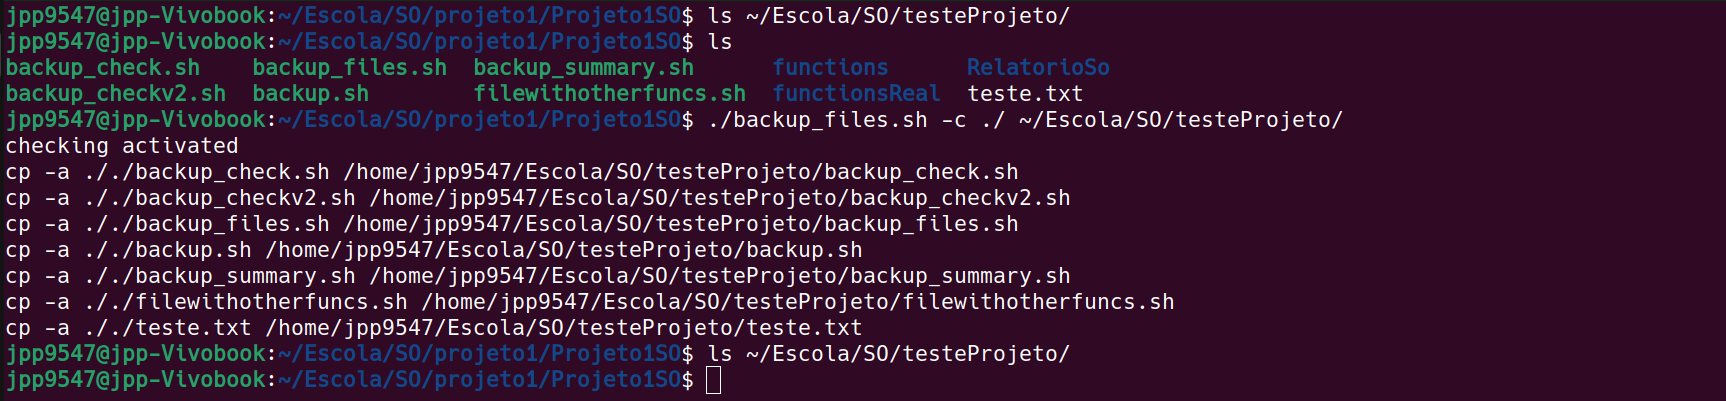 jpp9547@jpp-Vivobook:~/Escola/SO/projeto1/Projeto1SO$ ls ~/Escola/SO/testeProjeto/
jpp9547@jpp-Vivobook:~/Escola/SO/projeto1/Projeto1SO$ ls
backup_check.sh    backup_files.sh  backup_summary.sh      functions      RelatorioSo
backup_checkv2.sh  backup.sh        filewithotherfuncs.sh  functionsReal  teste.txt
jpp9547@jpp-Vivobook:~/Escola/SO/projeto1/Projeto1SO$ ./backup_files.sh -c ./ ~/Escola/SO/testeProjeto/
checking activated
cp -a ././backup_check.sh /home/jpp9547/Escola/SO/testeProjeto/backup_check.sh
cp -a ././backup_checkv2.sh /home/jpp9547/Escola/SO/testeProjeto/backup_checkv2.sh
cp -a ././backup_files.sh /home/jpp9547/Escola/SO/testeProjeto/backup_files.sh
cp -a ././backup.sh /home/jpp9547/Escola/SO/testeProjeto/backup.sh
cp -a ././backup_summary.sh /home/jpp9547/Escola/SO/testeProjeto/backup_summary.sh
cp -a ././filewithotherfuncs.sh /home/jpp9547/Escola/SO/testeProjeto/filewithotherfuncs.sh
cp -a ././teste.txt /home/jpp9547/Escola/SO/testeProjeto/teste.txt
jpp9547@jpp-Vivobook:~/Escola/SO/projeto1/Projeto1SO$ ls ~/Escola/SO/testeProjeto/
jpp9547@jpp-Vivobook:~/Escola/SO/projeto1/Projeto1SO$